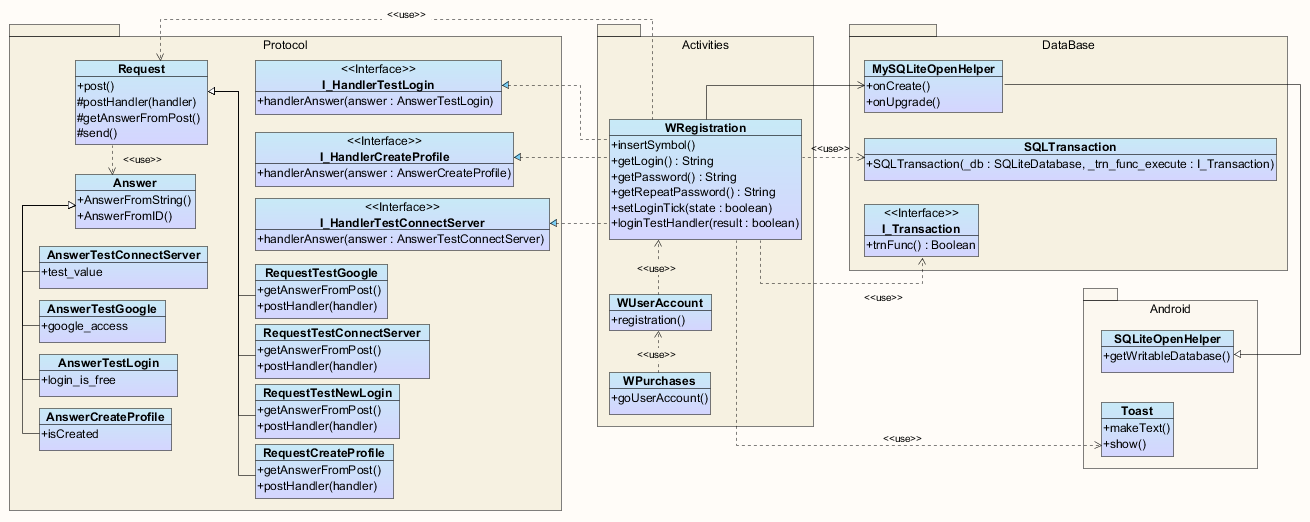 <<use>>
Protocol
Request
+post()
#postHandler(handler)
#getAnswerFromPost()
#send()
<<use>>
Answer
+AnswerFromString()
+AnswerFromID()
AnswerTestConnectServer
+test_value
AnswerTestGoogle
+google_access
AnswerTestLogin
+login_is_free
AnswerCreateProfile
+isCreated
<<Interface>>
I_HandlerTestLogin
+handlerAnswer(answer : AnswerTestLogin)
<<Interface>>
I_HandlerCreateProfile
+handlerAnswer(answer : AnswerCreateProfile)
<<Interface>>
I_HandlerTestConnectServer
+handlerAnswer(answer : AnswerTestConnectServer)
RequestTestGoogle
+getAnswerFromPost()
+postHandler(handler)
RequestTestConnectServer
+getAnswerFromPost()
+postHandler(handler)
RequestTestNewLogin
+getAnswerFromPost()
+postHandler(handler)
RequestCreateProfile
+getAnswerFromPost()
+postHandler(handler)
Activities
WRegistration
+insertSymbol()
+getLogin() : String
+getPassword() : String
+getRepeatPassword() : String
+setLoginTick(state : boolean)
+loginTestHandler(result : boolean)
<<use>>
WUserAccount
+registration()
<<use>>
WPurchases
+goUserAccount()
<<use>>
DataBase
MySQLiteOpenHelper
+onCreate()
+onUpgrade()
SQLTransaction
+SQLTransaction(_db : SQLiteDatabase, _trn_func_execute : I_Transaction)
<<Interface>>
I_Transaction
+trnFunc() : Boolean
<<use>>
<<use>>
Android
SQLiteOpenHelper
+getWritableDatabase()
Toast
+makeText()
+show()